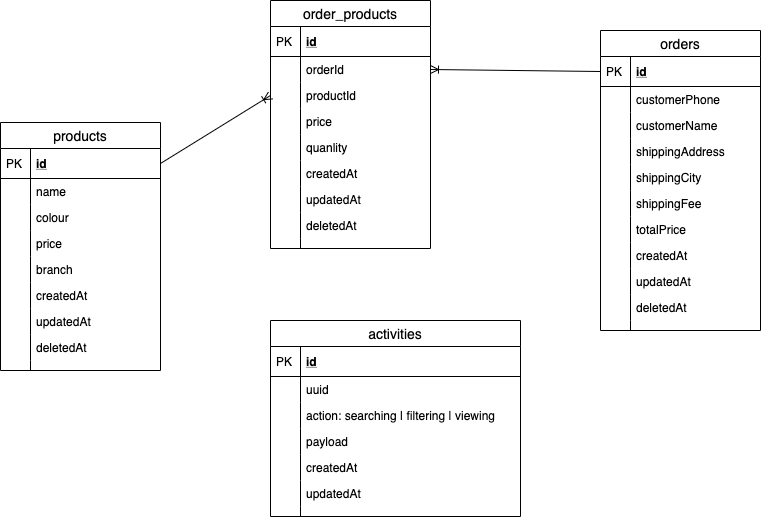 order_products
PK id
orderId
productId
price
quanlity
createdAt
updatedAt
deletedAt
orders
PK id
customerPhone
customerName
shippingAddress
shippingCity
shippingFee
totalPrice
createdAt
updatedAt
deletedAt
products
PK id
name
colour
price
branch
createdAt
updatedAt
deletedAt
activities
PK id
uuid
action: searching | filtering | viewing
payload
createdAt
updatedAt